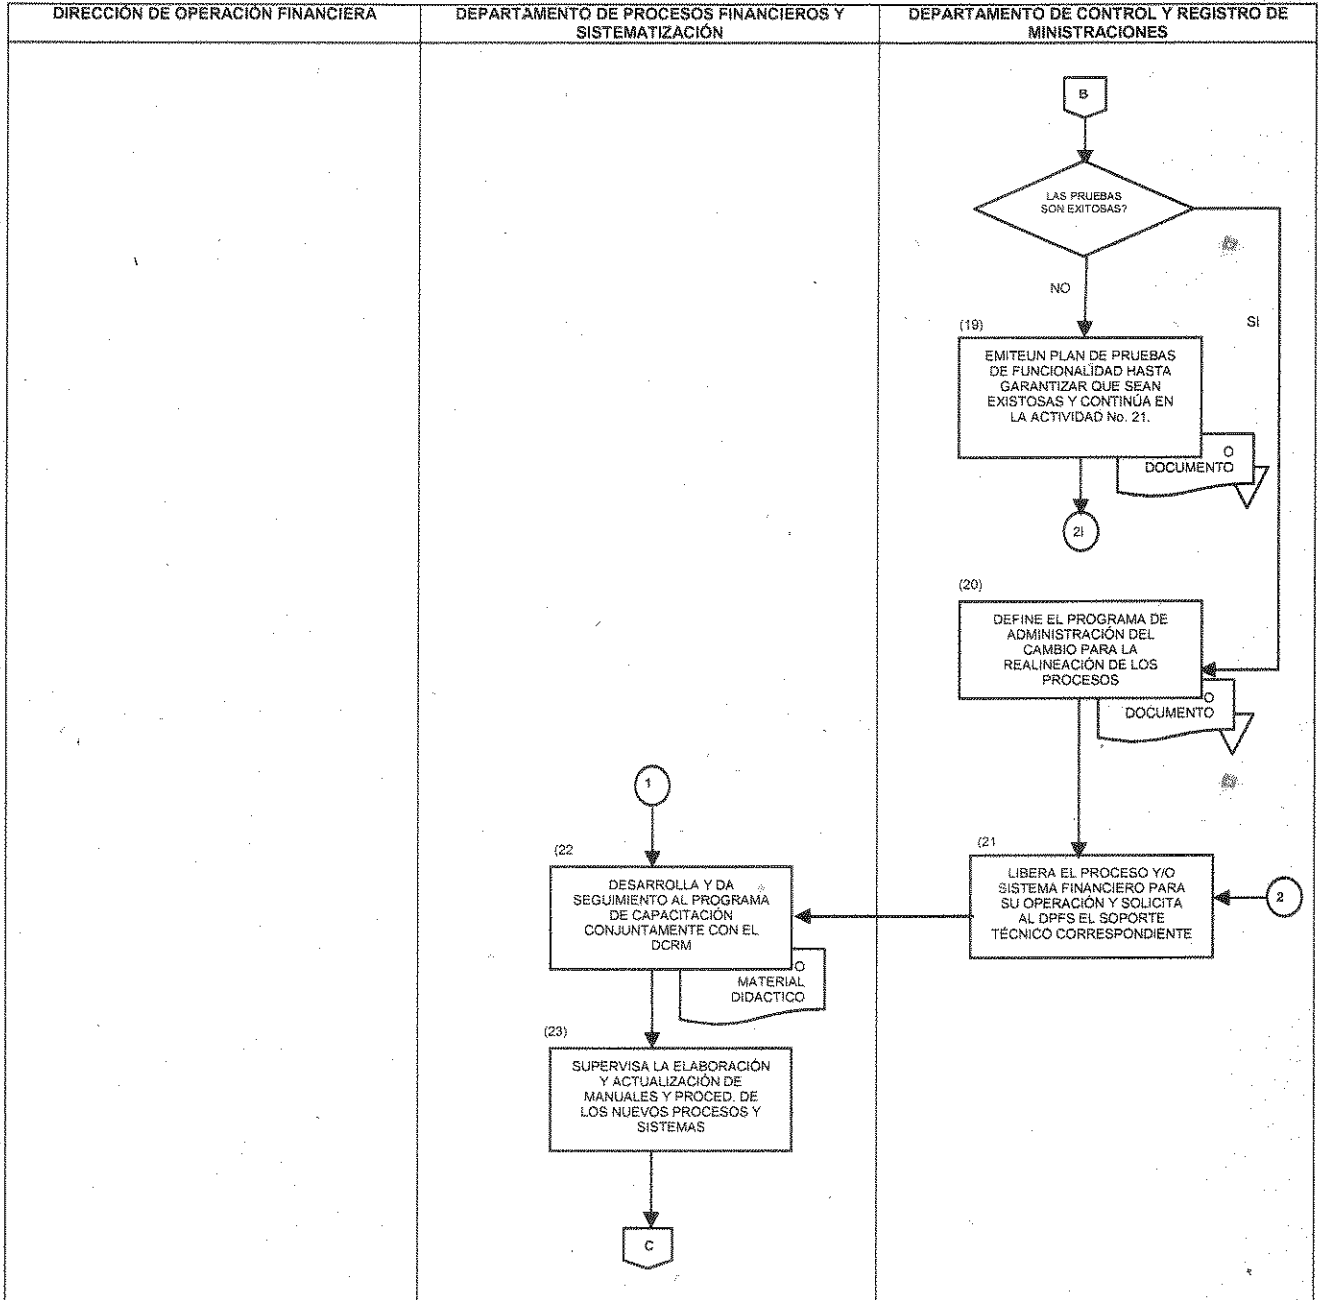 DIRECCIÓN DE OPERACIÓN FINANCIERA
DEPARTAMENTO DE PROCESOS FINANCIEROS Y
SISTEMATIZACIÓN
DEPARTAMENTO DE CONTROL Y REGISTRO DE
MINISTRACIONES
B
LAS PRUEBAS
SON EXITOSAS?
NO
SI
(19)
EMITEUN PLAN DE PRUEBAS
DE FUNCIONALIDAD HASTA
GARANTIZAR QUE SEAN
EXISTOSAS Y CONTINÚA EN
LA ACTIVIDAD No. 21.
O
DOCUMENTO
2I
(20)
DEFINE EL PROGRAMA DE
ADMINISTRACIÓN DEL
CAMBIO PARA LA
REALINEACIÓN DE LOS
PROCESOS
O
DOCUMENTO
1
(21
LIBERA EL PROCESO Y/O
SISTEMA FINANCIERO PARA
SU OPERACIÓN Y SOLICITA
AL DPFS EL SOPORTE
TÉCNICO CORRESPONDIENTE
2
(22
DESARROLLA Y DA
SEGUIMIENTO AL PROGRAMA
DE CAPACITACIÓN
CONJUNTAMENTE CON EL
DCRM
O
MATERIAL
DIDACTICO
(23)
SUPERVISA LA ELABORACIÓN
Y ACTUALIZACIÓN DE
MANUALES Y PROCED. DE
LOS NUEVOS PROCESOS Y
SISTEMAS
C